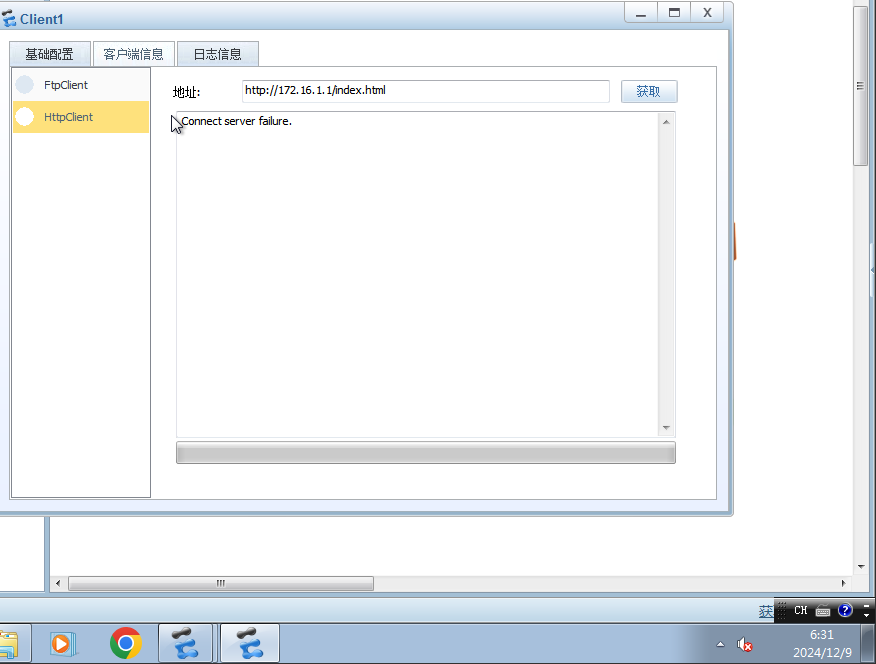 Client1
基础配置 客户端信息 日志信息
FtpClient
HttpClient
地址: http://172.16.1.1/index.html 获取
Connect server failure.
获
CH
6:31
2024/12/9